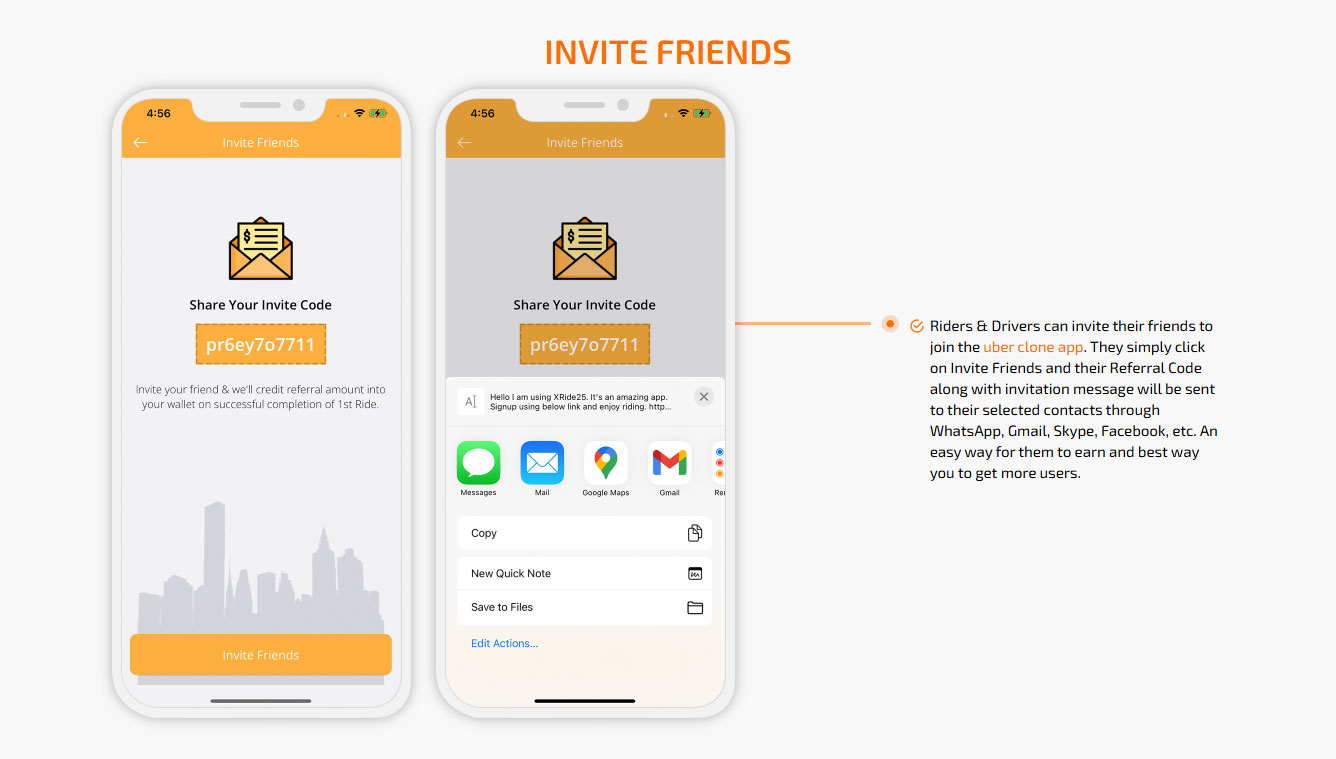 INVITE FRIENDS
4:56
Invite Friends
$
Share Your Invite Code
pr6ey7o7711
Invite your friend & we'll credit referral amount into
your wallet on successful completion of 1st Ride.
Invite Friends
4:56
Invite Friends
$
Share Your Invite Code
pr6ey7o7711
A
Hello I am using XRide25. It's an amazing app.
Signup using below link and enjoy riding. http...
Messages
Mail
Google Maps
Gmail
Copy
New Quick Note
Save to Files
Edit Actions...
Riders & Drivers can invite their friends to
join the uber clone app. They simply click
on Invite Friends and their Referral Code
along with invitation message will be sent
to their selected contacts through
WhatsApp, Gmail, Skype, Facebook, etc. An
easy way for them to earn and best way
you to get more users.